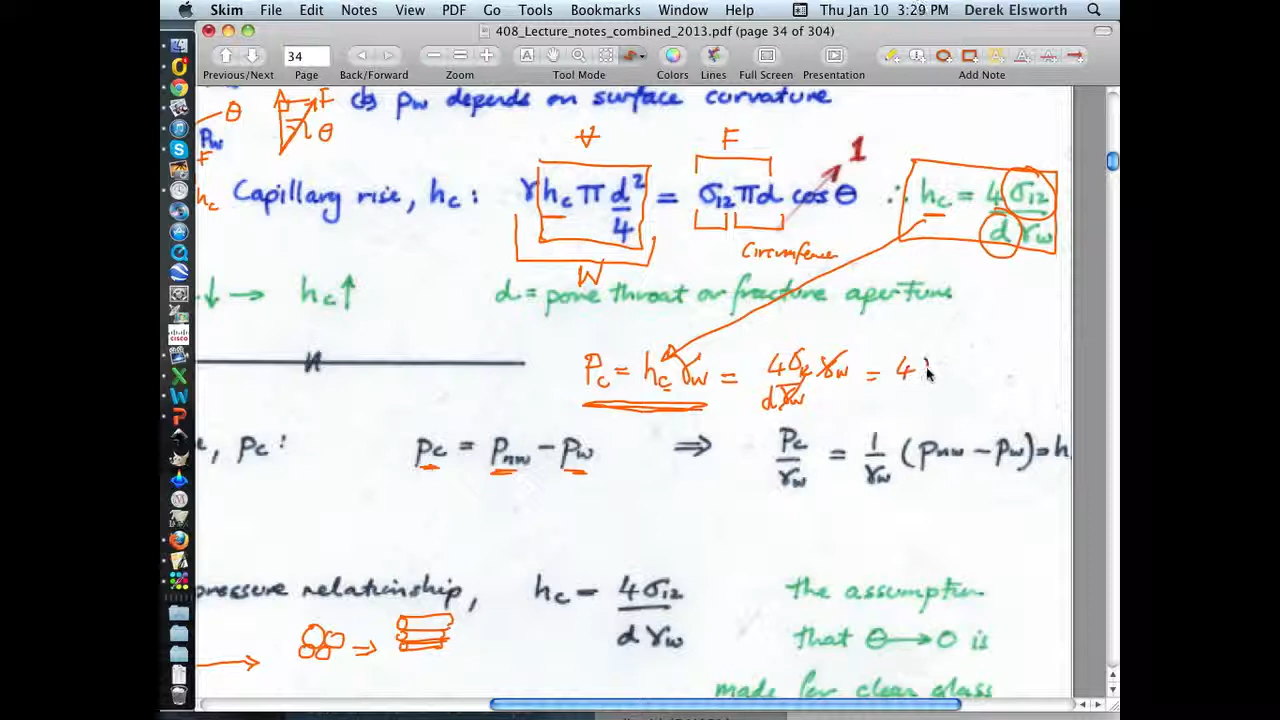 Skim File Edit Notes View PDF Go Tools Bookmarks Window Help Thu Jan 10 3:29 PM Derek Elsworth
408_Lecture_notes_combined_2013.pdf (page 34 of 304)
34
Previous/Next Page Back/Forward Zoom Tool Mode Colors Lines Full Screen Presentation Add Note
F θ
θ
pw depends on surface curvature
Pw
F
hc
V F 1
Capillary rise, hc : γ hc π d²/4 = σ12 πd cos θ ∴ hc = 4 σ12 / d γw
W
Circumference
↓ → hc ↑ d = pore throat or fracture aperture
Pc = hc γw = 4σ12 γw / d γw = 4
, pc : pc = pnw − pw ⇒ pc/γw = 1/γw (pnw − pw) = h
pressure relationship, hc = 4σ12 / d γw
the assumption
that θ → 0 is
made for clear glass
cisco